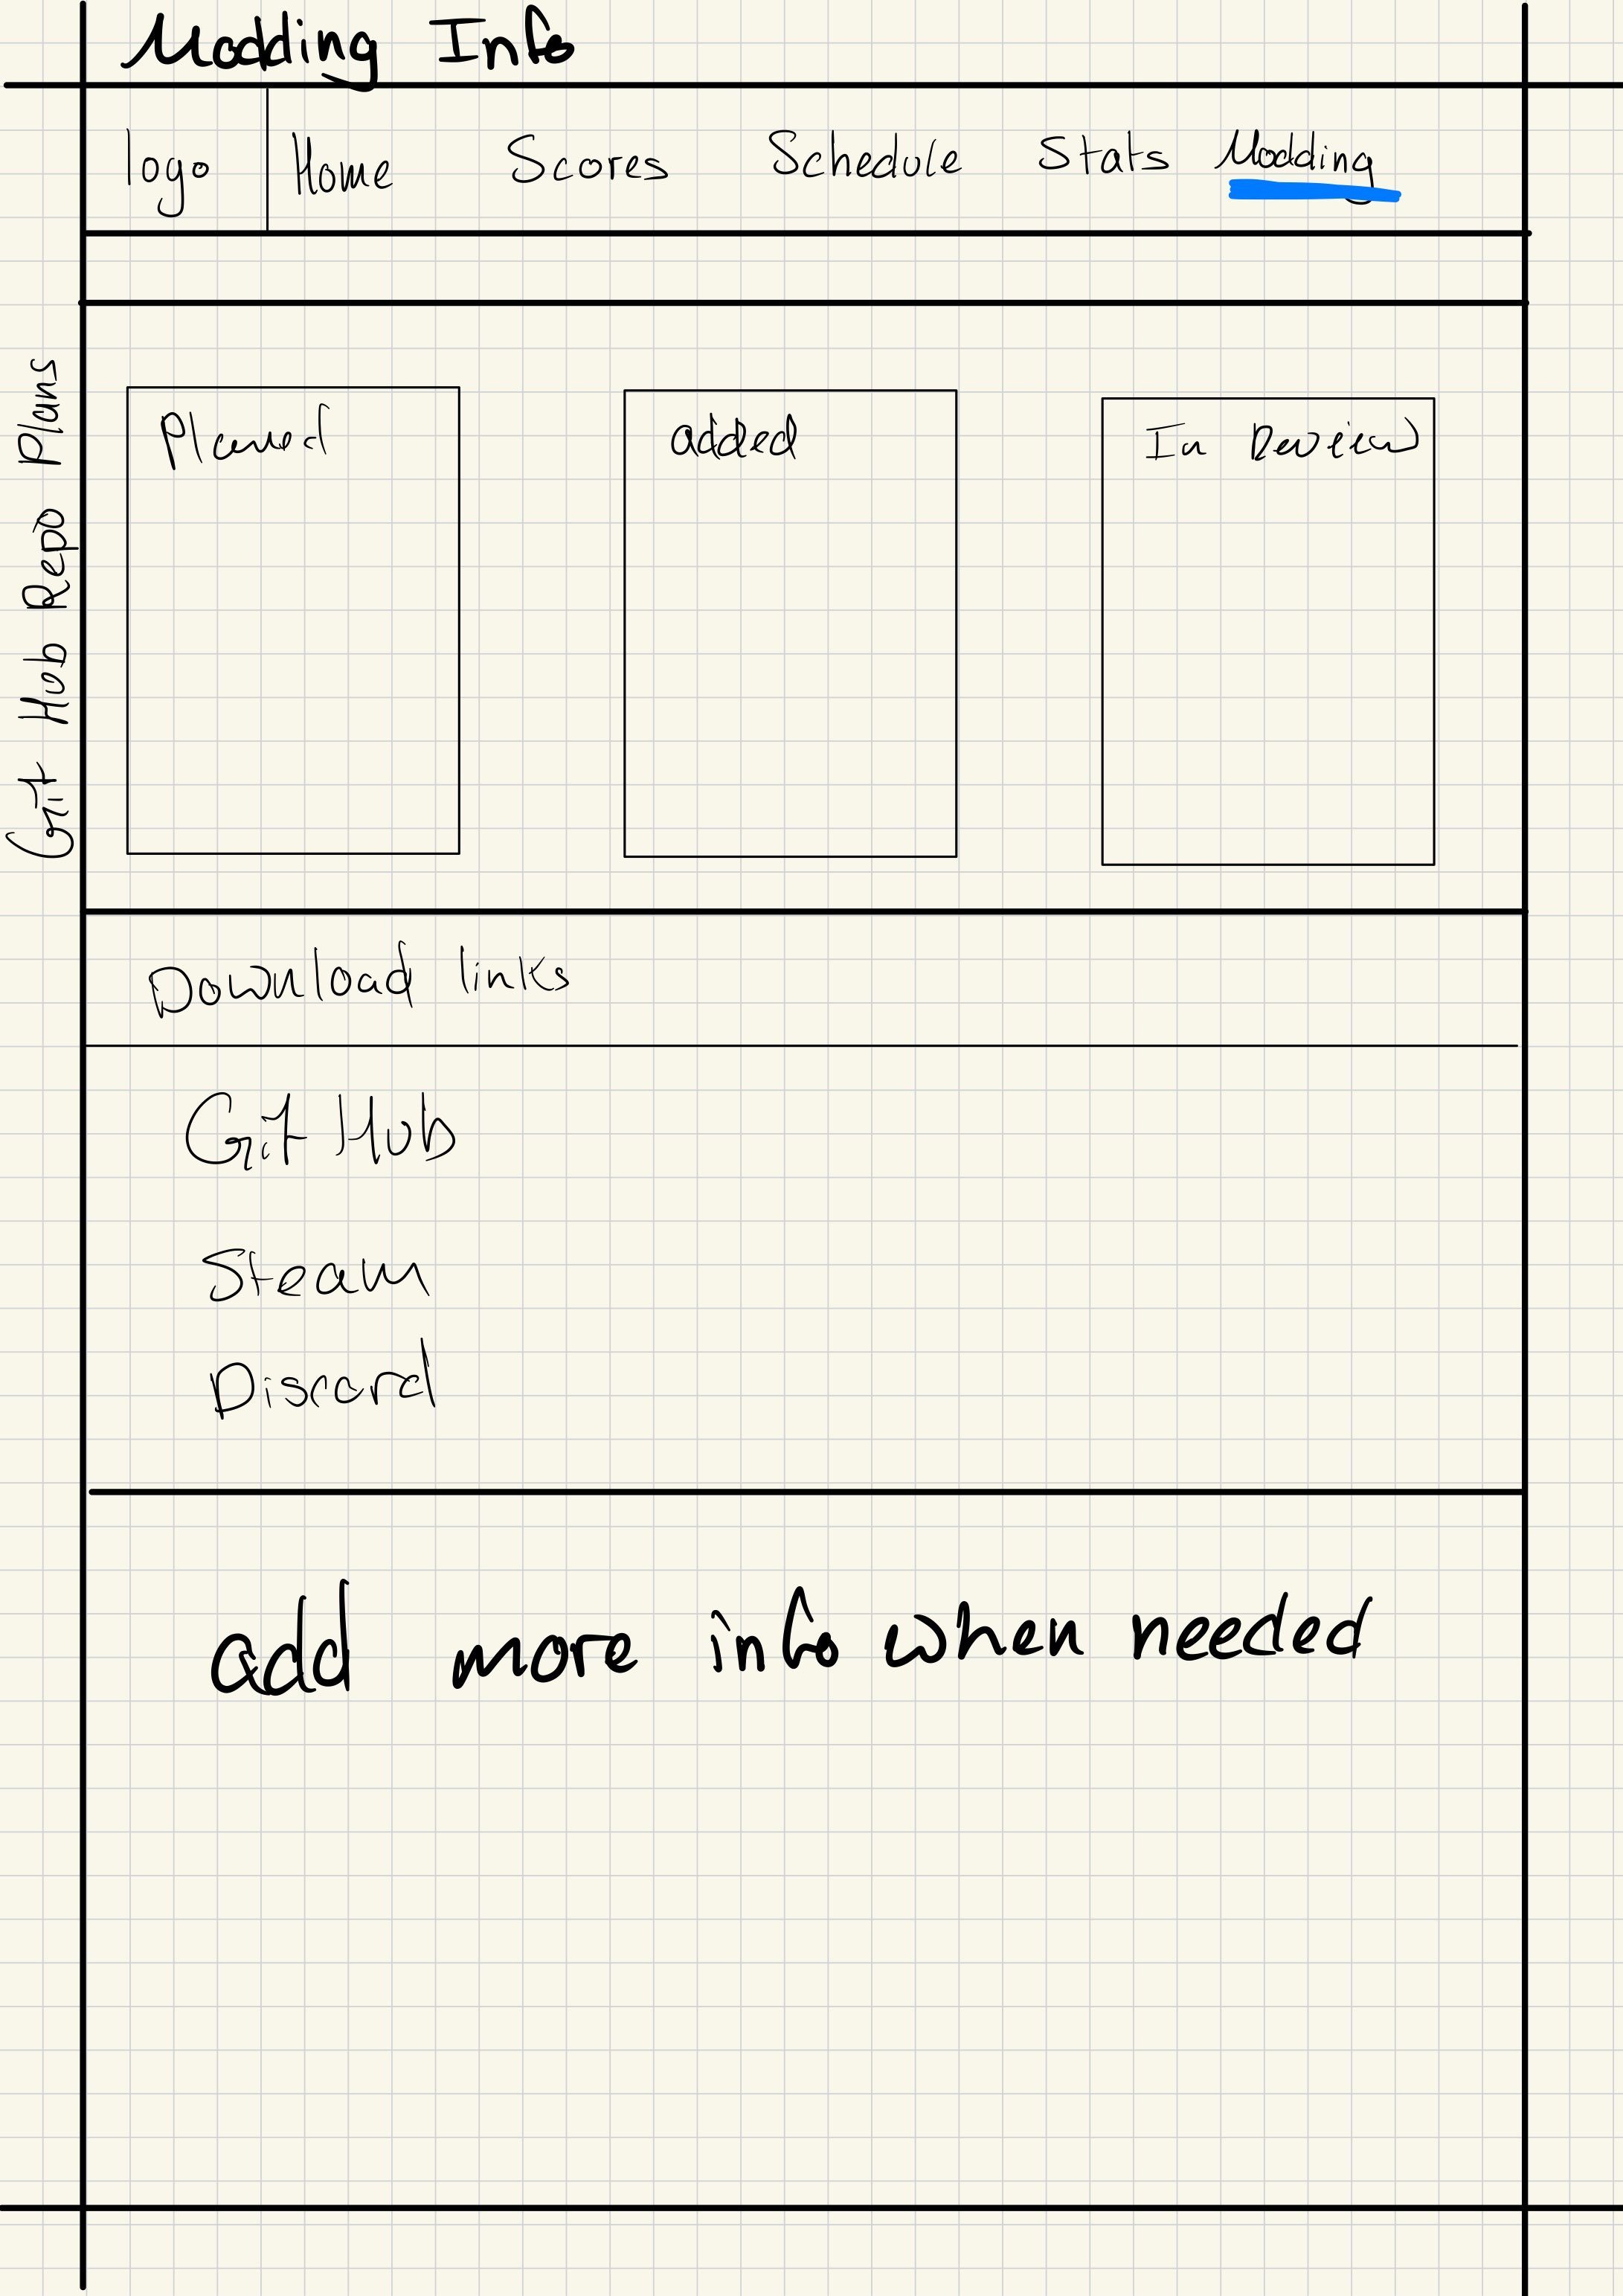 Modding Info
logo Home Scores Schedule Stats Modding
Git Hub Repo Plans
Planed added In Review
Download links
Git Hub
Steam
Discord
add more info when needed